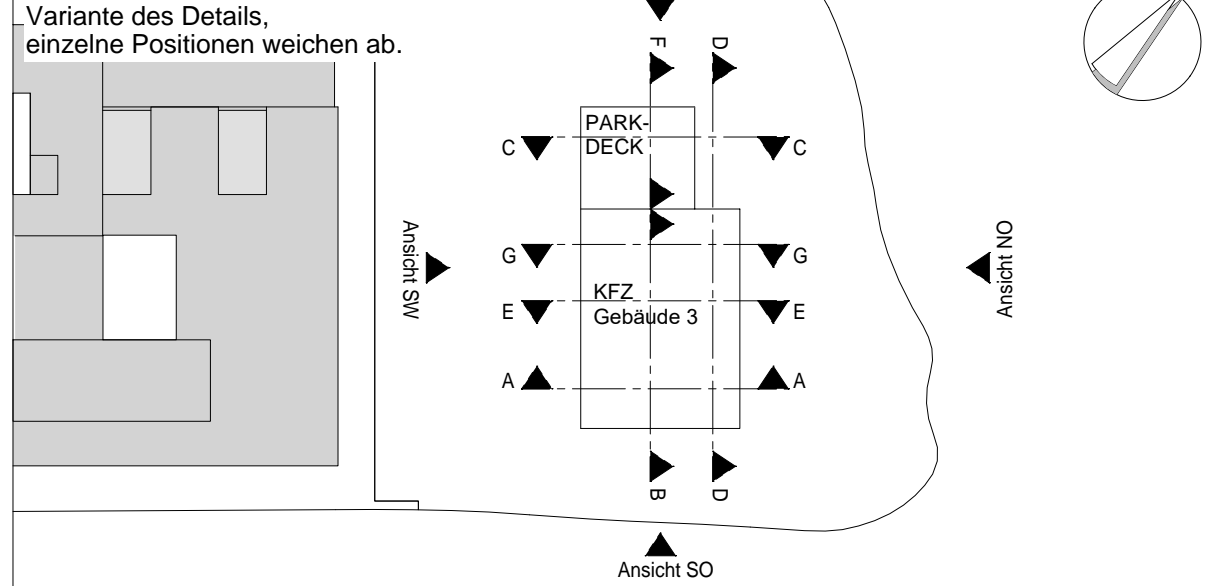 Variante des Details,
einzelne Positionen weichen ab.
F
D
PARK-
DECK
C
C
Ansicht SW
G
G
Ansicht NO
KFZ
Gebäude 3
E
E
A
A
B
D
Ansicht SO